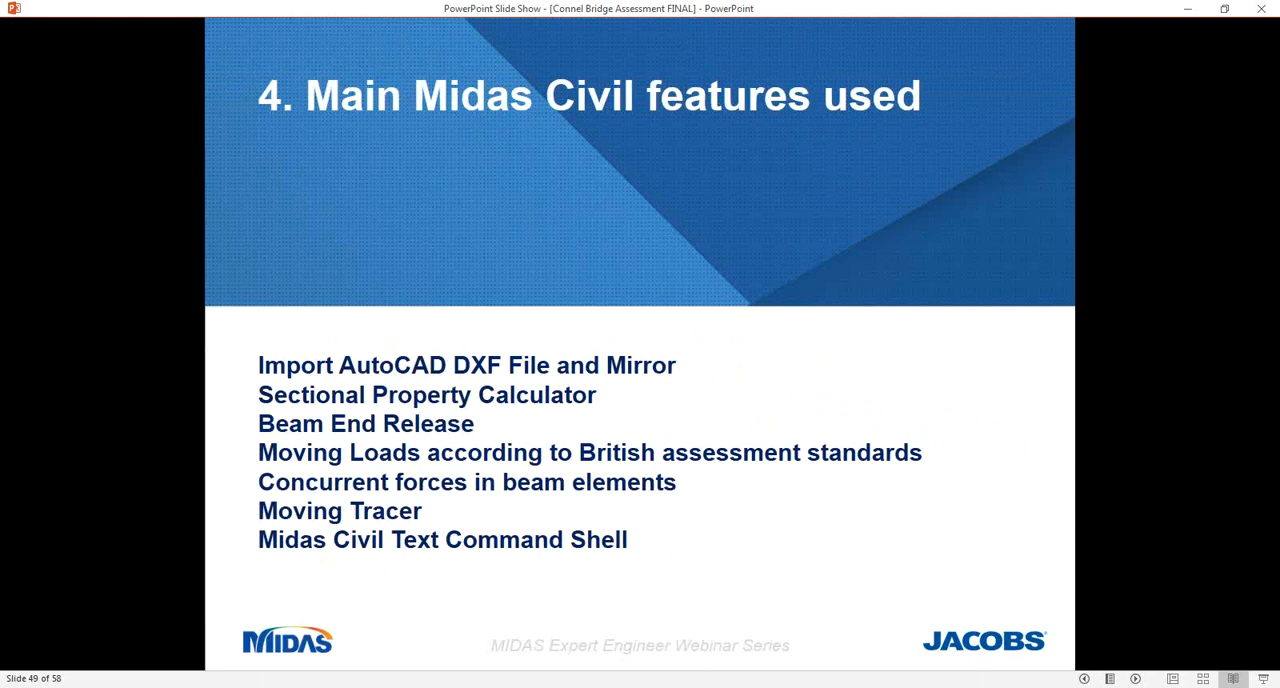 PowerPoint Slide Show - [Connel Bridge Assessment FINAL] - PowerPoint
4. Main Midas Civil features used
Import AutoCAD DXF File and Mirror
Sectional Property Calculator
Beam End Release
Moving Loads according to British assessment standards
Concurrent forces in beam elements
Moving Tracer
Midas Civil Text Command Shell
MIDAS
MIDAS Expert Engineer Webinar Series
JACOBS
Slide 49 of 58